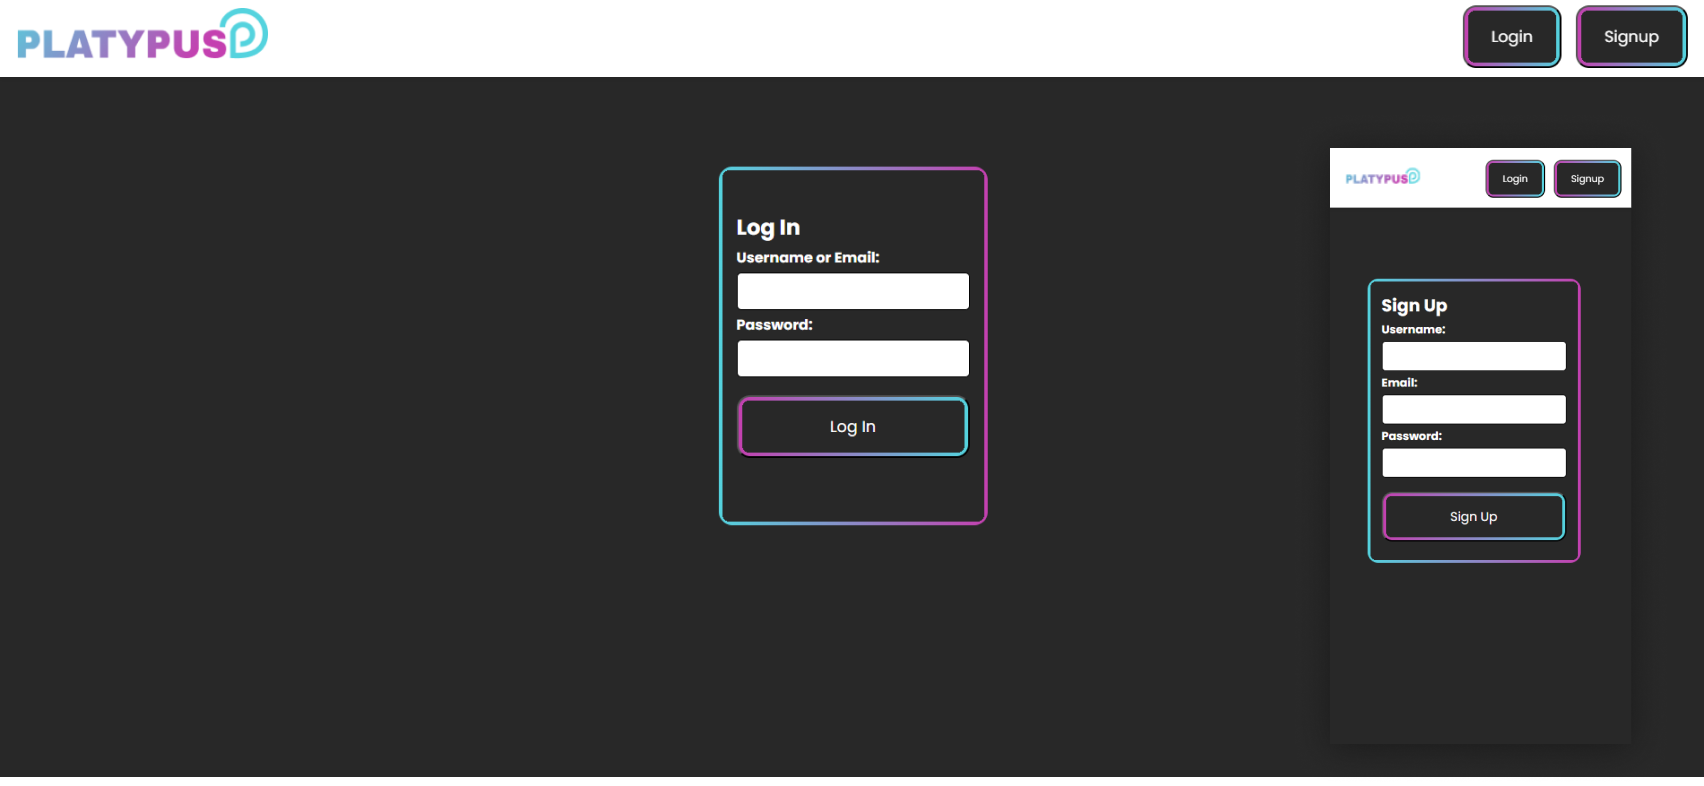 PLATYPUS
Login
Signup
Log In
Username or Email:
Password:
Log In
PLATYPUS
Login
Signup
Sign Up
Username:
Email:
Password:
Sign Up